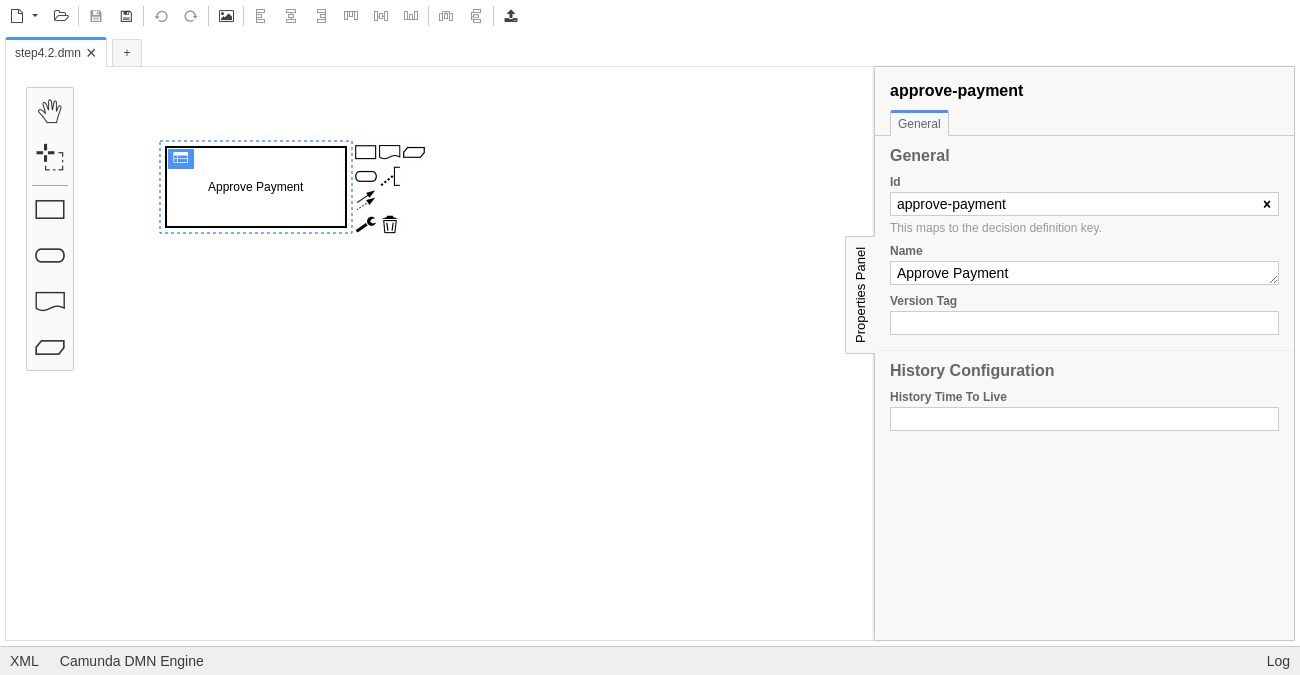 step4.2.dmn
+
Approve Payment
Properties Panel
approve-payment
General
General
Id
approve-payment
This maps to the decision definition key.
Name
Approve Payment
Version Tag
History Configuration
History Time To Live
XML
Camunda DMN Engine
Log